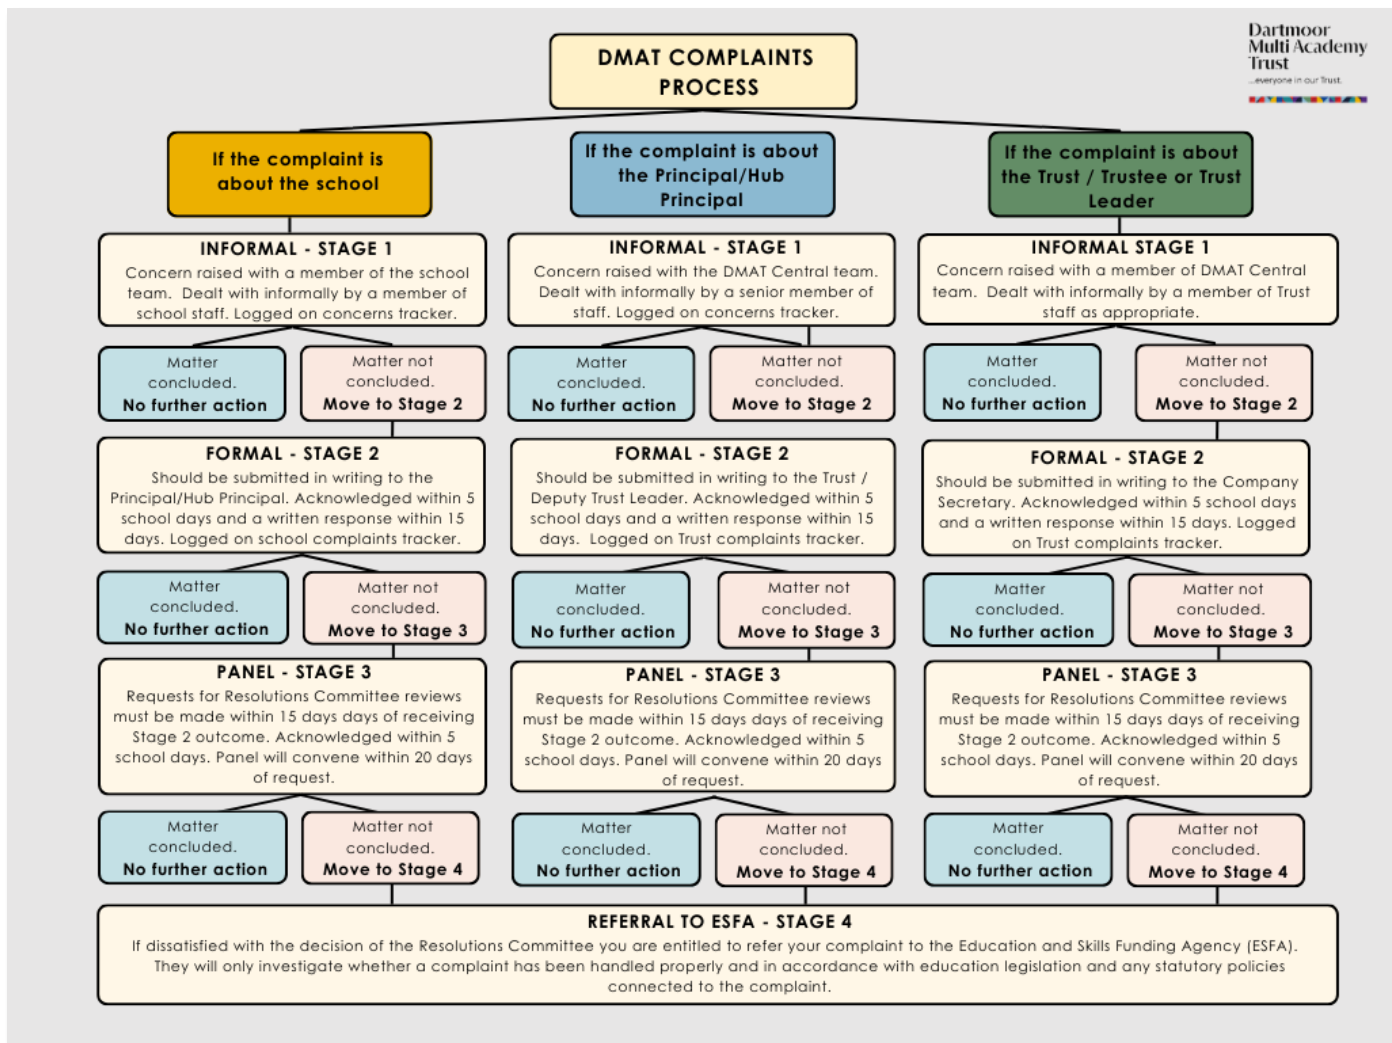 Dartmoor
Multi Academy
Trust
...everyone in our Trust.
DMAT COMPLAINTS
PROCESS
If the complaint is
about the school
INFORMAL - STAGE 1
Concern raised with a member of the school
team. Dealt with informally by a member of
school staff. Logged on concerns tracker.
Matter
concluded.
No further action
Matter not
concluded.
Move to Stage 2
FORMAL - STAGE 2
Should be submitted in writing to the
Principal/Hub Principal. Acknowledged within 5
school days and a written response within 15
days. Logged on school complaints tracker.
Matter
concluded.
No further action
Matter not
concluded.
Move to Stage 3
PANEL - STAGE 3
Requests for Resolutions Committee reviews
must be made within 15 days days of receiving
Stage 2 outcome. Acknowledged within 5
school days. Panel will convene within 20 days
of request.
Matter
concluded.
No further action
Matter not
concluded.
Move to Stage 4
If the complaint is about
the Principal/Hub
Principal
INFORMAL - STAGE 1
Concern raised with the DMAT Central team.
Dealt with informally by a senior member of
staff. Logged on concerns tracker.
Matter
concluded.
No further action
Matter not
concluded.
Move to Stage 2
FORMAL - STAGE 2
Should be submitted in writing to the Trust /
Deputy Trust Leader. Acknowledged within 5
school days and a written response within 15
days. Logged on Trust complaints tracker.
Matter
concluded.
No further action
Matter not
concluded.
Move to Stage 3
PANEL - STAGE 3
Requests for Resolutions Committee reviews
must be made within 15 days days of receiving
Stage 2 outcome. Acknowledged within 5
school days. Panel will convene within 20 days
of request.
Matter
concluded.
No further action
Matter not
concluded.
Move to Stage 4
If the complaint is about
the Trust / Trustee or Trust
Leader
INFORMAL STAGE 1
Concern raised with a member of DMAT Central
team. Dealt with informally by a member of Trust
staff as appropriate.
Matter
concluded.
No further action
Matter not
concluded.
Move to Stage 2
FORMAL - STAGE 2
Should be submitted in writing to the Company
Secretary. Acknowledged within 5 school days
and a written response within 15 days. Logged
on Trust complaints tracker.
Matter
concluded.
No further action
Matter not
concluded.
Move to Stage 3
PANEL - STAGE 3
Requests for Resolutions Committee reviews
must be made within 15 days days of receiving
Stage 2 outcome. Acknowledged within 5
school days. Panel will convene within 20 days
of request.
Matter
concluded.
No further action
Matter not
concluded.
Move to Stage 4
REFERRAL TO ESFA - STAGE 4
If dissatisfied with the decision of the Resolutions Committee you are entitled to refer your complaint to the Education and Skills Funding Agency (ESFA).
They will only investigate whether a complaint has been handled properly and in accordance with education legislation and any statutory policies
connected to the complaint.